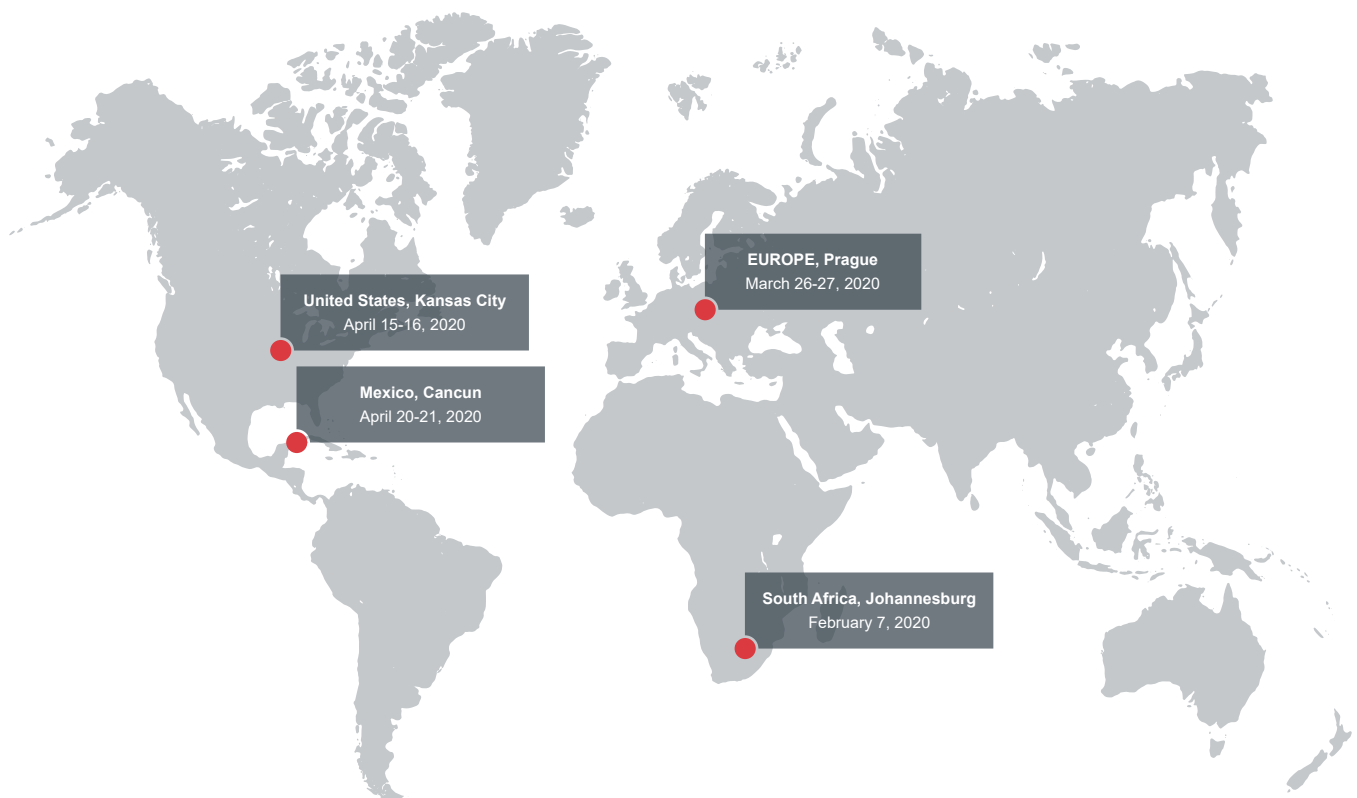 EUROPE, Prague
March 26-27, 2020
United States, Kansas City
April 15-16, 2020
Mexico, Cancun
April 20-21, 2020
South Africa, Johannesburg
February 7, 2020